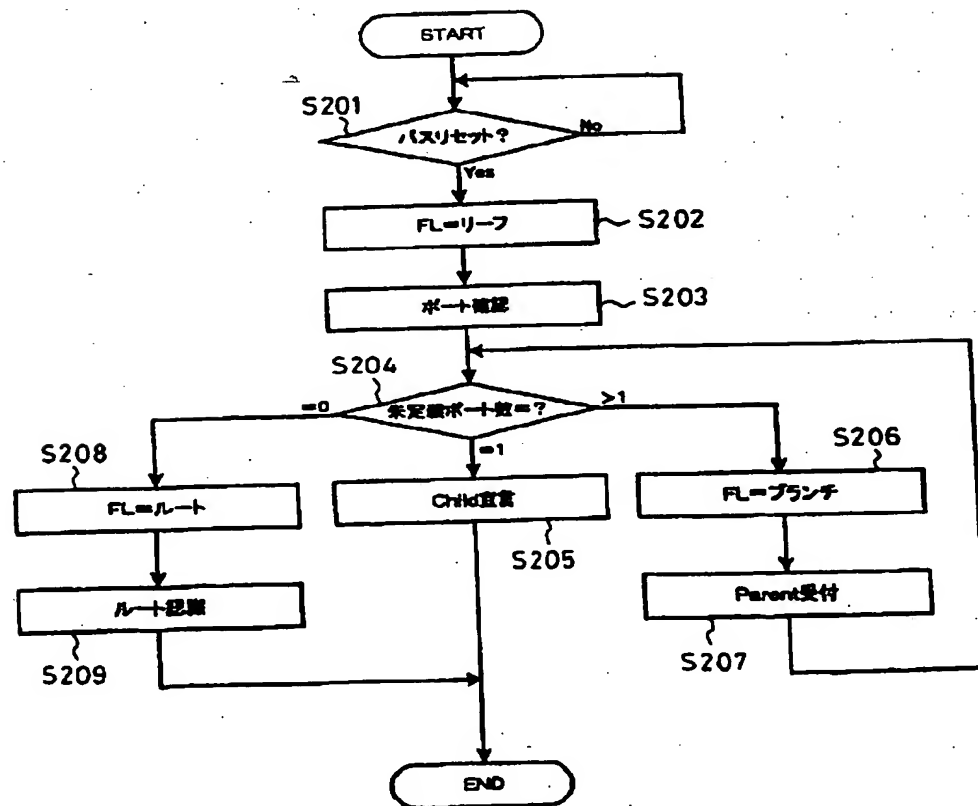 START
S201
バスリセット?
No
Yes
FL=リーフ
S202
ポート確認
S203
S204
未定義ポート数=?
=0
>1
=1
S208
FL=ルート
Child宣言
S205
S206
FL=ブランチ
ルート認識
S209
Parent受付
S207
END